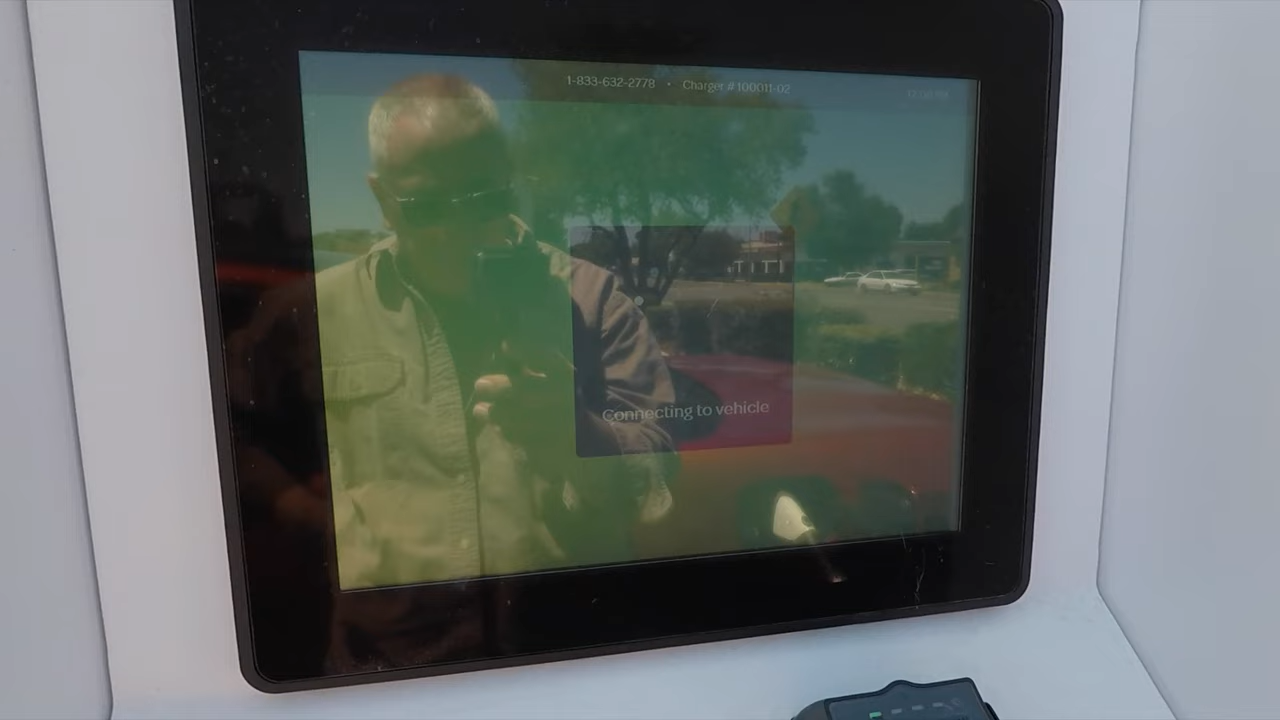 1-833-632-2778 • Charger #100011-02
Connecting to vehicle